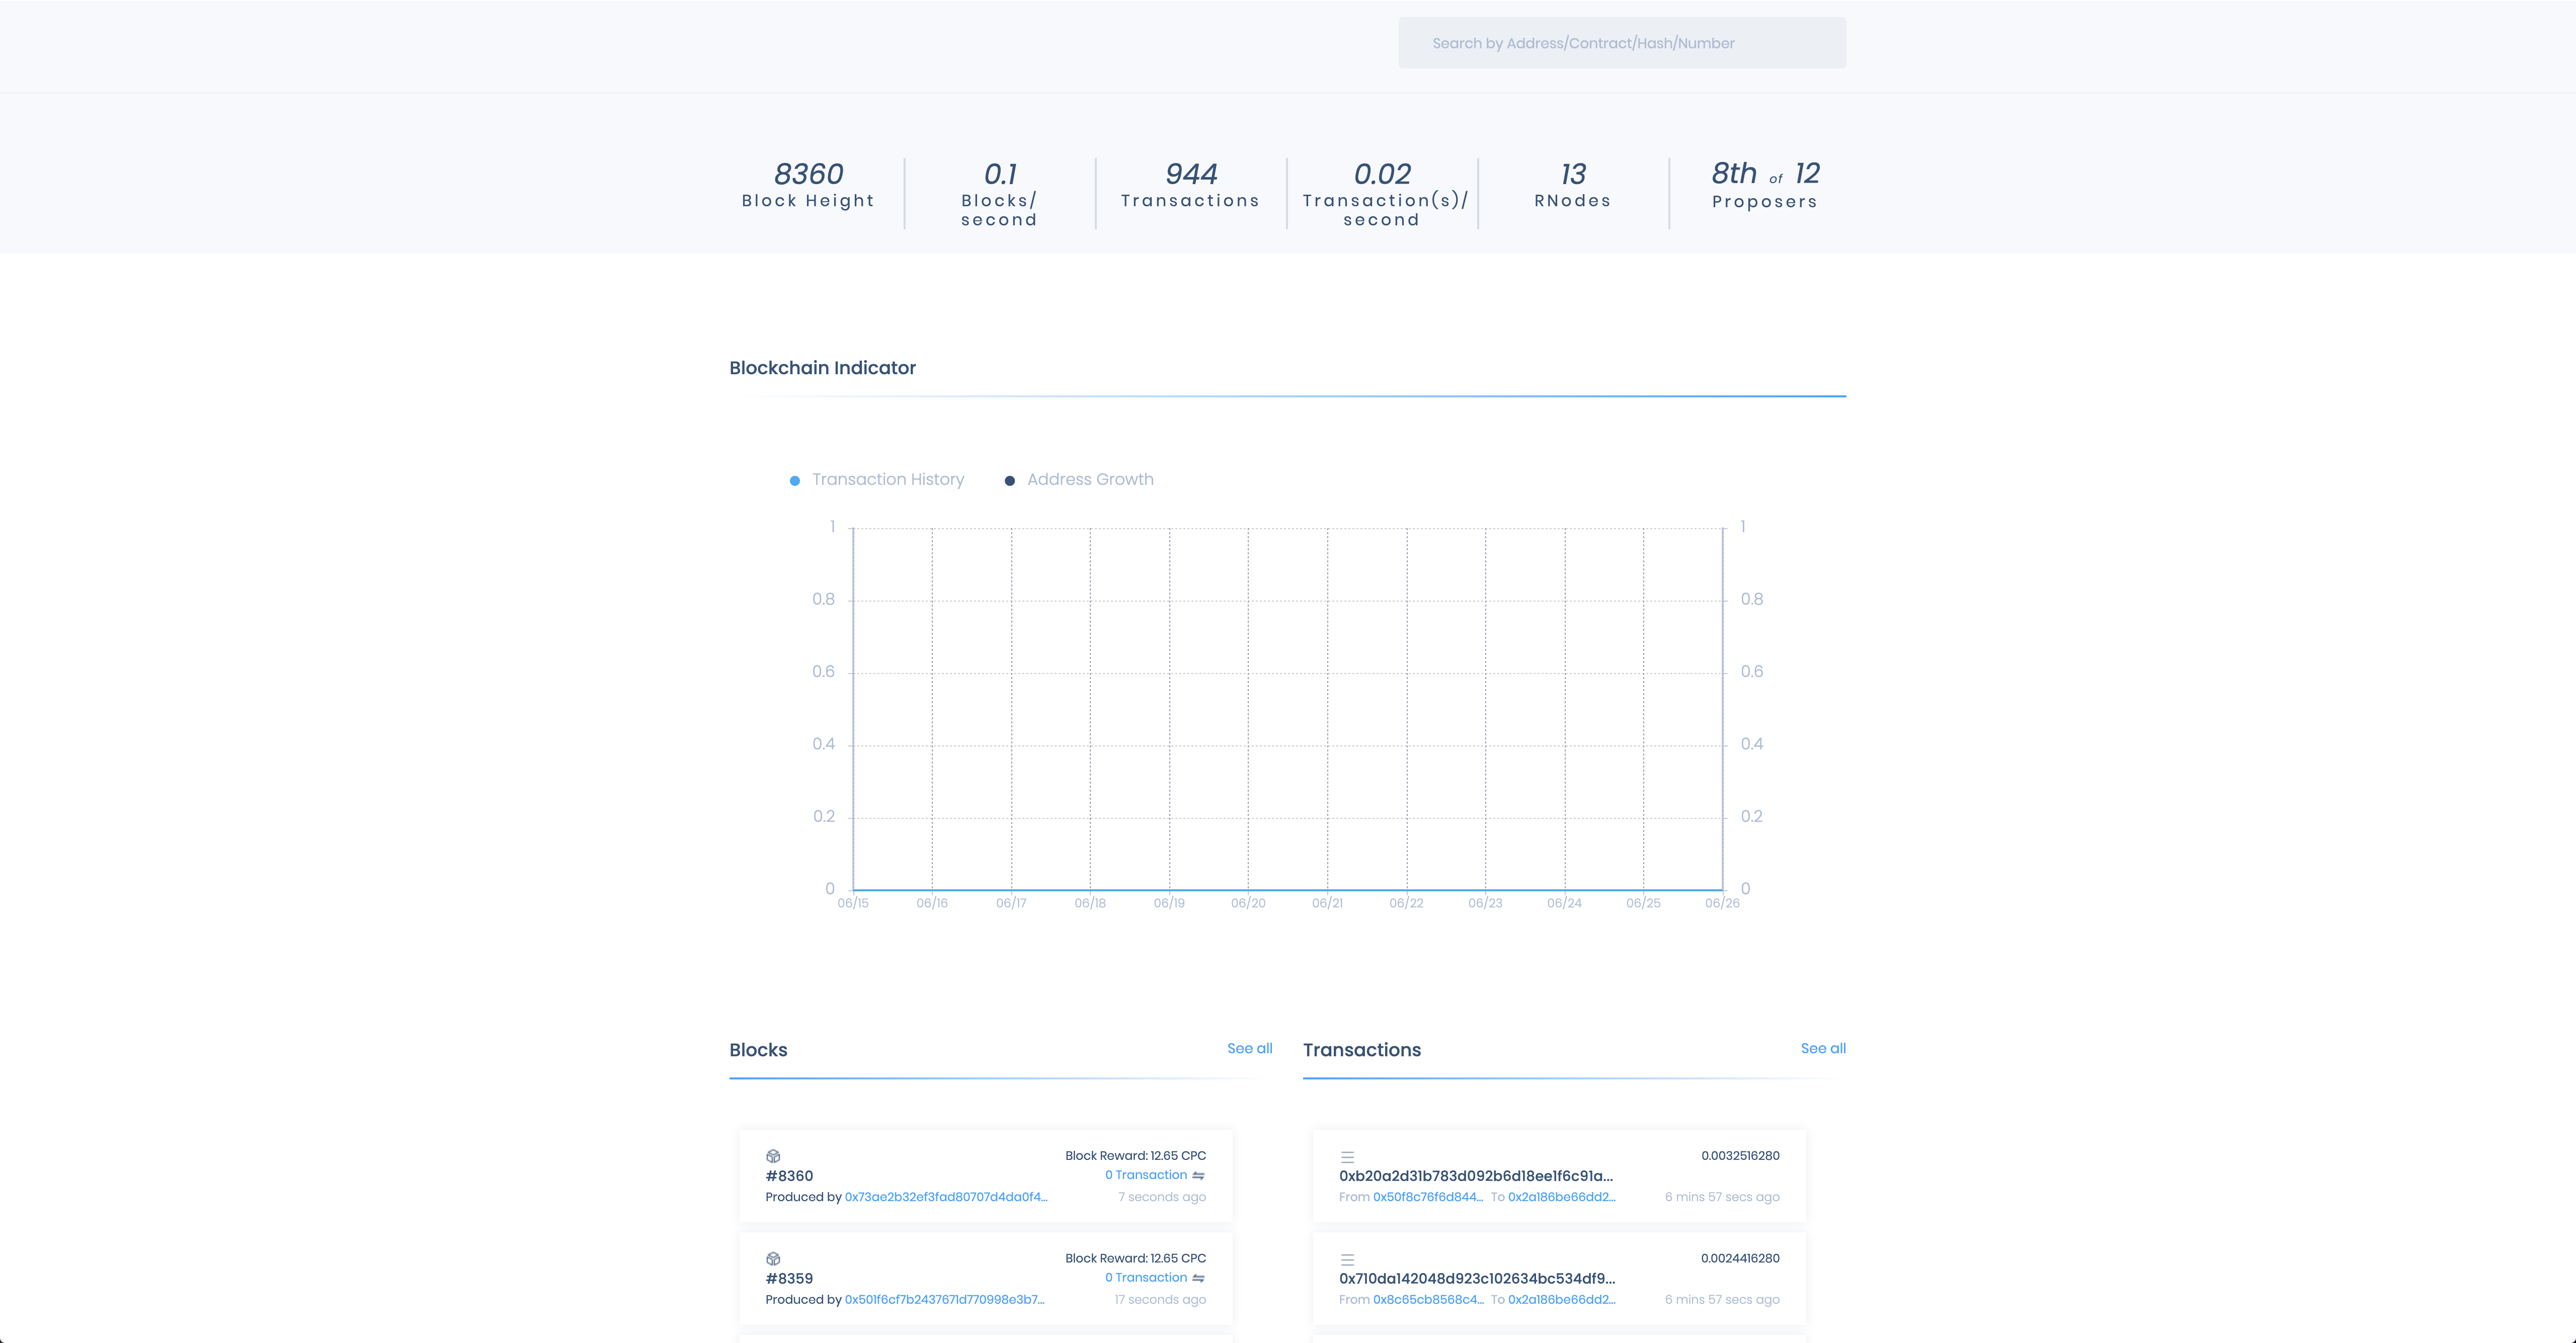 Search by Address/Contract/Hash/Number
8360
Block Height
0.1
Blocks/
second
944
Transactions
0.02
Transaction(s)/
second
13
RNodes
8th of 12
Proposers
Blockchain Indicator
Transaction History
Address Growth
1
0.8
0.6
0.4
0.2
0
1
0.8
0.6
0.4
0.2
0
06/15 06/16 06/17 06/18 06/19 06/20 06/21 06/22 06/23 06/24 06/25 06/26
Blocks
See all
#8360
Produced by 0x73ae2b32ef3fad80707d4da0f4...
Block Reward: 12.65 CPC
0 Transaction
7 seconds ago
#8359
Produced by 0x501f6cf7b2437671d770998e3b7...
Block Reward: 12.65 CPC
0 Transaction
17 seconds ago
Transactions
See all
0xb20a2d31b783d092b6d18ee1f6c91a...
From 0x50f8c76f6d844... To 0x2a186be66dd2...
0.0032516280
6 mins 57 secs ago
0x710da142048d923c102634bc534df9...
From 0x8c65cb8568c4... To 0x2a186be66dd2...
0.0024416280
6 mins 57 secs ago